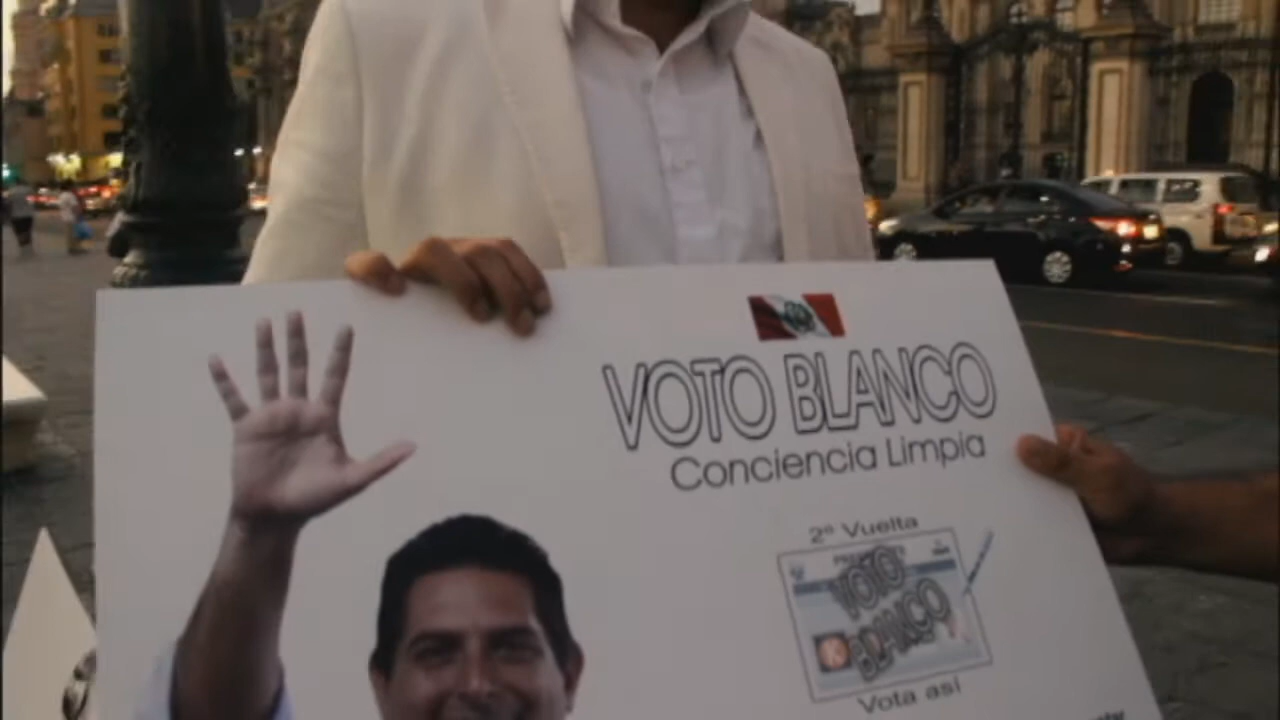 VOTO BLANCO
Conciencia Limpia
2ª Vuelta
VOTO
BLANCO
Vota así